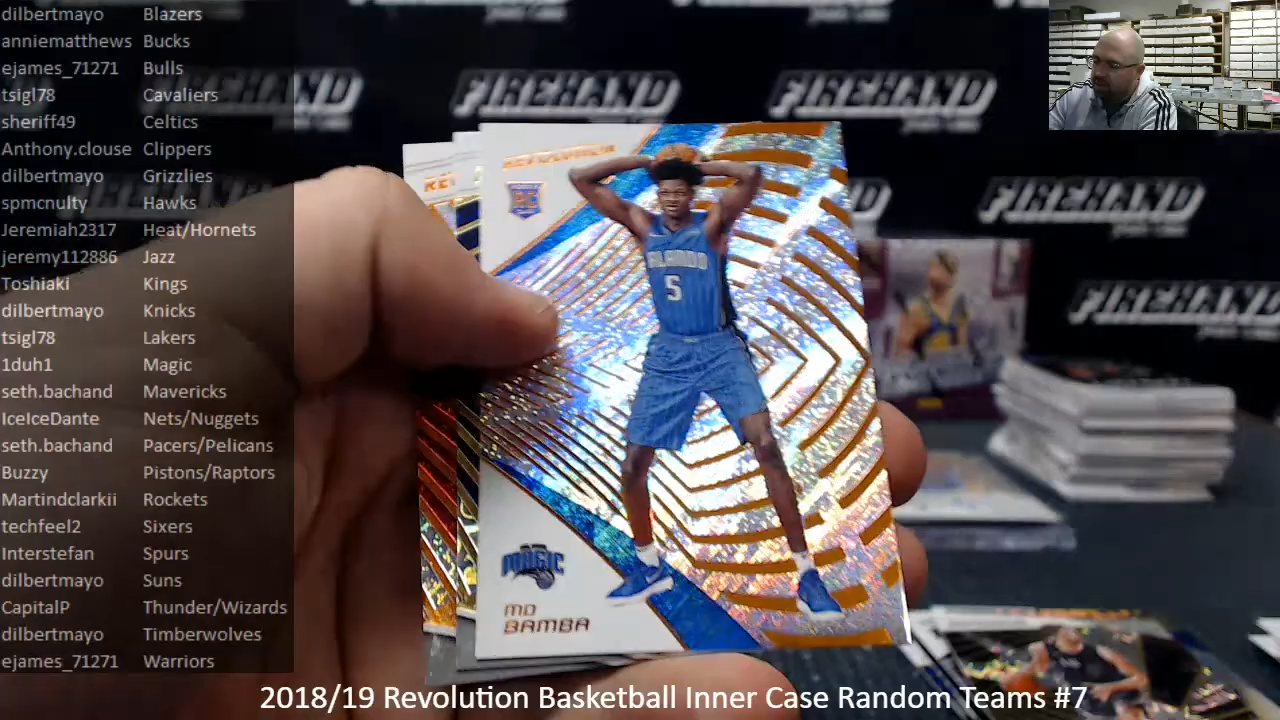 dilbertmayo Blazers
anniematthews Bucks
ejames_71271 Bulls
tsigl78 Cavaliers
sheriff49 Celtics
Anthony.clouse Clippers
dilbertmayo Grizzlies
spmcnulty Hawks
Jeremiah2317 Heat/Hornets
jeremy112886 Jazz
Toshiaki Kings
dilbertmayo Knicks
tsigl78 Lakers
1duh1 Magic
seth.bachand Mavericks
IceIceDante Nets/Nuggets
seth.bachand Pacers/Pelicans
Buzzy Pistons/Raptors
Martindclarkii Rockets
techfeel2 Sixers
Interstefan Spurs
dilbertmayo Suns
CapitalP Thunder/Wizards
dilbertmayo Timberwolves
ejames_71271 Warriors
FIREHAND
FIREHAND
FIREHAND
FIREHAND
REVOLUTION
ORLANDO
5
MAGIC
MO
BAMBA
2018/19 Revolution Basketball Inner Case Random Teams #7